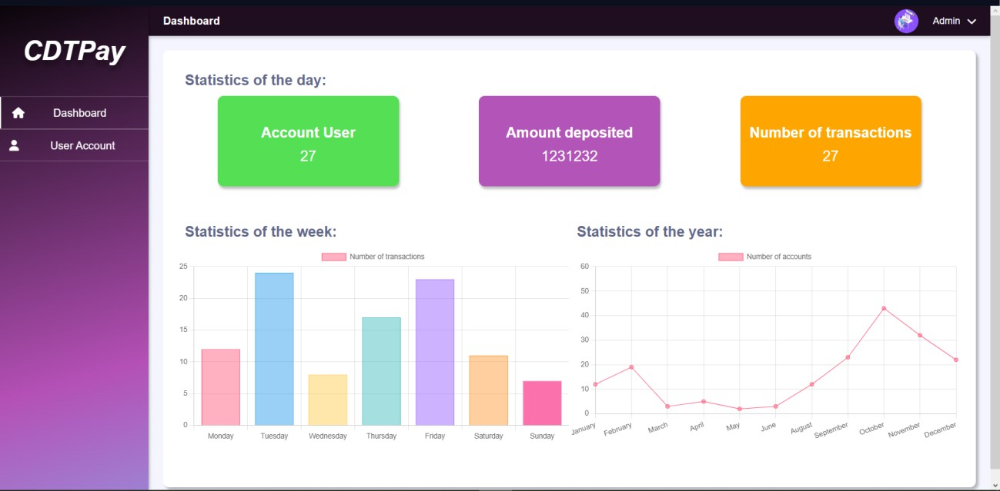 Dashboard
Admin
CDTPay
Dashboard
User Account
Statistics of the day:
Account User
27
Amount deposited
1231232
Number of transactions
27
Statistics of the week:
Number of transactions
25
20
15
10
5
0
Monday Tuesday Wednesday Thursday Friday Saturday Sunday
Statistics of the year:
Number of accounts
60
50
40
30
20
10
0
January February March April May June August September October November December